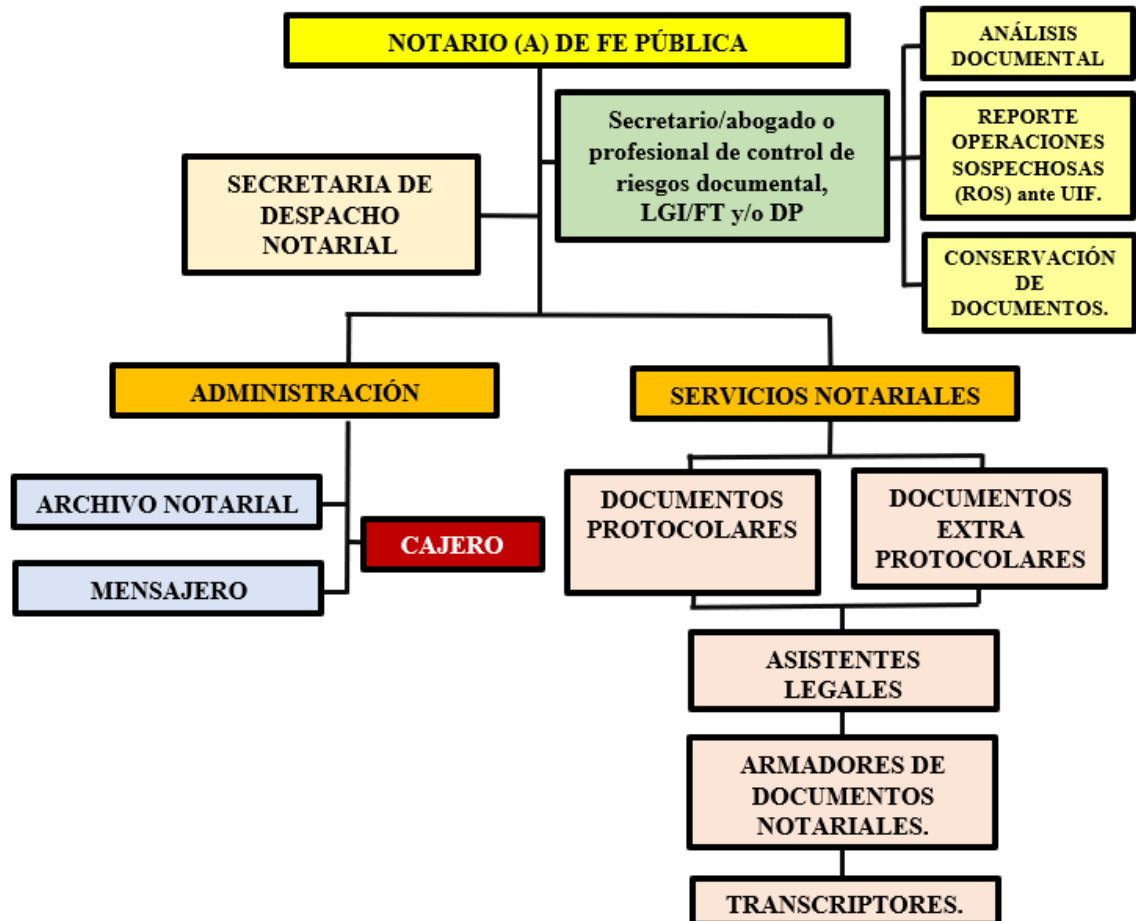 NOTARIO (A) DE FE PÚBLICA
ANÁLISIS
DOCUMENTAL
Secretario/abogado o
profesional de control de
riesgos documental,
LGI/FT y/o DP
REPORTE
OPERACIONES
SOSPECHOSAS
(ROS) ante UIF.
SECRETARIA DE
DESPACHO
NOTARIAL
CONSERVACIÓN
DE
DOCUMENTOS.
ADMINISTRACIÓN
SERVICIOS NOTARIALES
ARCHIVO NOTARIAL
CAJERO
MENSAJERO
DOCUMENTOS
PROTOCOLARES
DOCUMENTOS
EXTRA
PROTOCOLARES
ASISTENTES
LEGALES
ARMADORES DE
DOCUMENTOS
NOTARIALES.
TRANSCRIPTORES.